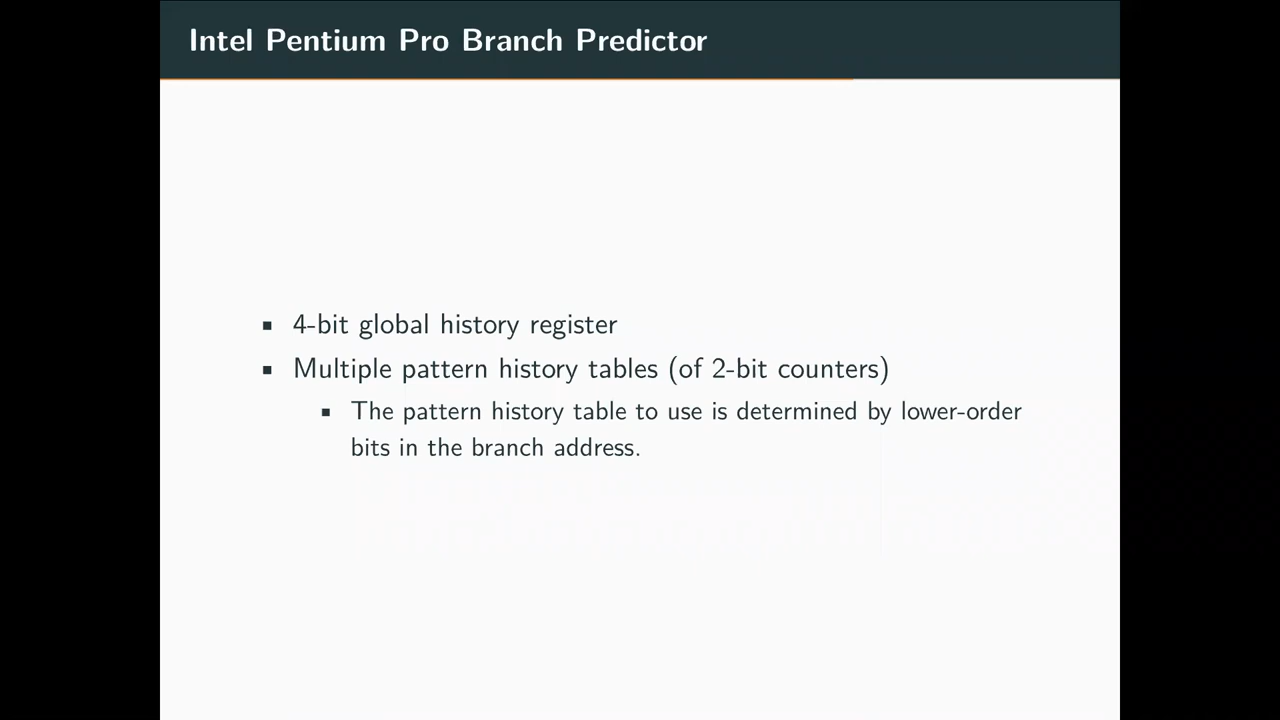 Intel Pentium Pro Branch Predictor
▪ 4-bit global history register
▪ Multiple pattern history tables (of 2-bit counters)
▪ The pattern history table to use is determined by lower-order
bits in the branch address.